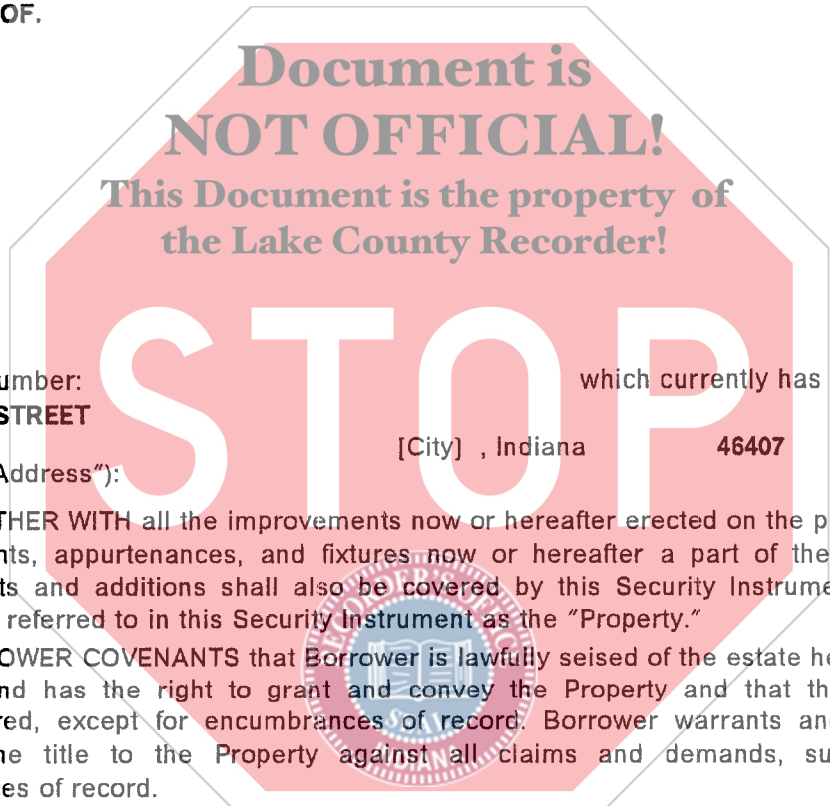 OF.
Document is
NOT OFFICIAL!
This Document is the property of
the Lake County Recorder!
STOP
umber: which currently has
STREET
[City] , Indiana 46407
Address"):
THER WITH all the improvements now or hereafter erected on the p
nts, appurtenances, and fixtures now or hereafter a part of the
ts and additions shall also be covered by this Security Instrume
referred to in this Security Instrument as the "Property."
OWER COVENANTS that Borrower is lawfully seised of the estate he
nd has the right to grant and convey the Property and that th
red, except for encumbrances of record. Borrower warrants an
e title to the Property against all claims and demands, su
es of record.
RECORDER'S OFFICE
SEAL
INDIANA